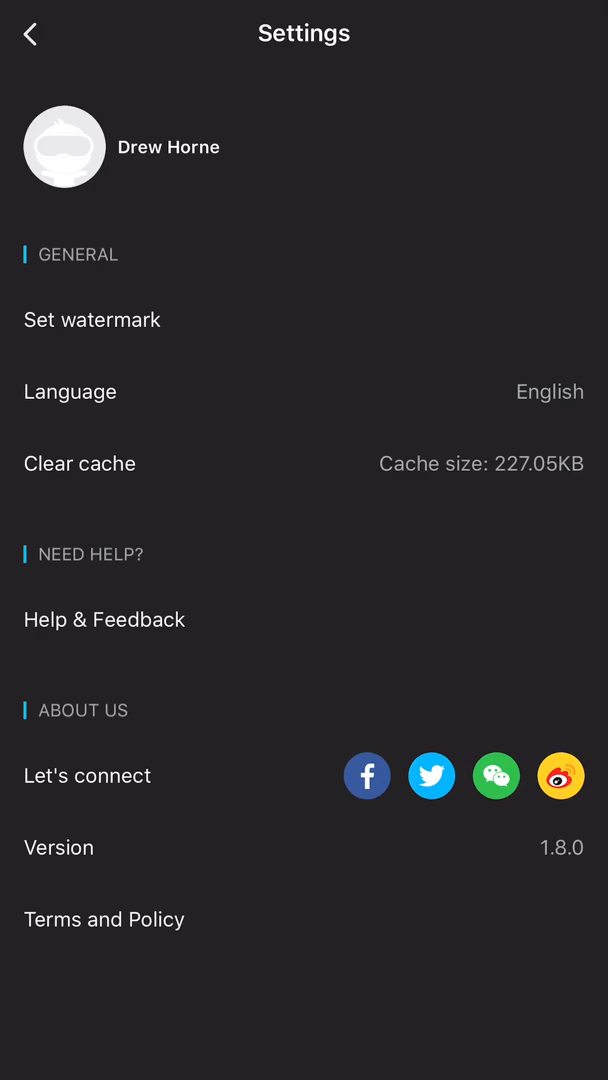 Settings
Drew Horne
GENERAL
Set watermark
Language English
Clear cache Cache size: 227.05KB
NEED HELP?
Help & Feedback
ABOUT US
Let's connect
Version 1.8.0
Terms and Policy